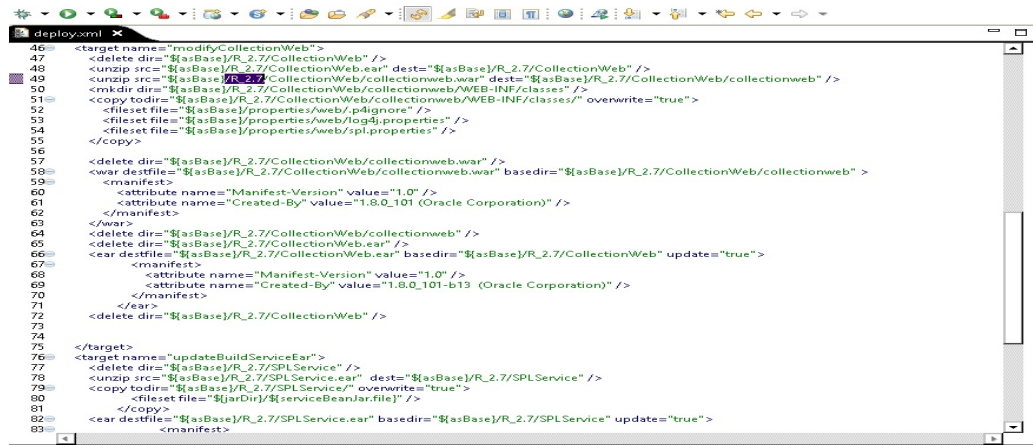 deploy.xml
46 <target name="modifyCollectionWeb">
47 <delete dir="${asBase}/R_2.7/CollectionWeb" />
48 <unzip src="${asBase}/R_2.7/CollectionWeb.ear" dest="${asBase}/R_2.7/CollectionWeb" />
49 <unzip src="${asBase}/R_2.7/CollectionWeb/collectionweb.war" dest="${asBase}/R_2.7/CollectionWeb/collectionweb" />
50 <mkdir dir="${asBase}/R_2.7/CollectionWeb/collectionweb/WEB-INF/classes" />
51 <copy todir="${asBase}/R_2.7/CollectionWeb/collectionweb/WEB-INF/classes/" overwrite="true">
52 <fileset file="${asBase}/properties/web/.p4ignore" />
53 <fileset file="${asBase}/properties/web/log4j.properties" />
54 <fileset file="${asBase}/properties/web/spl.properties" />
55 </copy>
56
57 <delete dir="${asBase}/R_2.7/CollectionWeb/collectionweb.war" />
58 <war destfile="${asBase}/R_2.7/CollectionWeb/collectionweb.war" basedir="${asBase}/R_2.7/CollectionWeb/collectionweb" >
59 <manifest>
60 <attribute name="Manifest-Version" value="1.0" />
61 <attribute name="Created-By" value="1.8.0_101 (Oracle Corporation)" />
62 </manifest>
63 </war>
64 <delete dir="${asBase}/R_2.7/CollectionWeb/collectionweb" />
65 <delete dir="${asBase}/R_2.7/CollectionWeb.ear" />
66 <ear destfile="${asBase}/R_2.7/CollectionWeb.ear" basedir="${asBase}/R_2.7/CollectionWeb" update="true">
67 <manifest>
68 <attribute name="Manifest-Version" value="1.0" />
69 <attribute name="Created-By" value="1.8.0_101-b13 (Oracle Corporation)" />
70 </manifest>
71 </ear>
72 <delete dir="${asBase}/R_2.7/CollectionWeb" />
73
74
75 </target>
76 <target name="updateBuildServiceEar">
77 <delete dir="${asBase}/R_2.7/SPLService" />
78 <unzip src="${asBase}/R_2.7/SPLService.ear" dest="${asBase}/R_2.7/SPLService" />
79 <copy todir="${asBase}/R_2.7/SPLService/" overwrite="true">
80 <fileset file="${jarDir}/${serviceBeanJar.file}" />
81 </copy>
82 <ear destfile="${asBase}/R_2.7/SPLService.ear" basedir="${asBase}/R_2.7/SPLService" update="true">
83 <manifest>